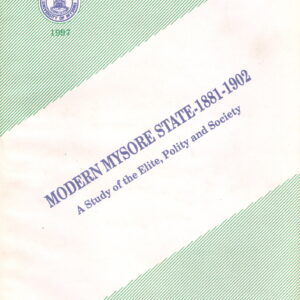 1997
MODERN MYSORE STATE-1881-1902
A Study of the Elite, Polity and Society